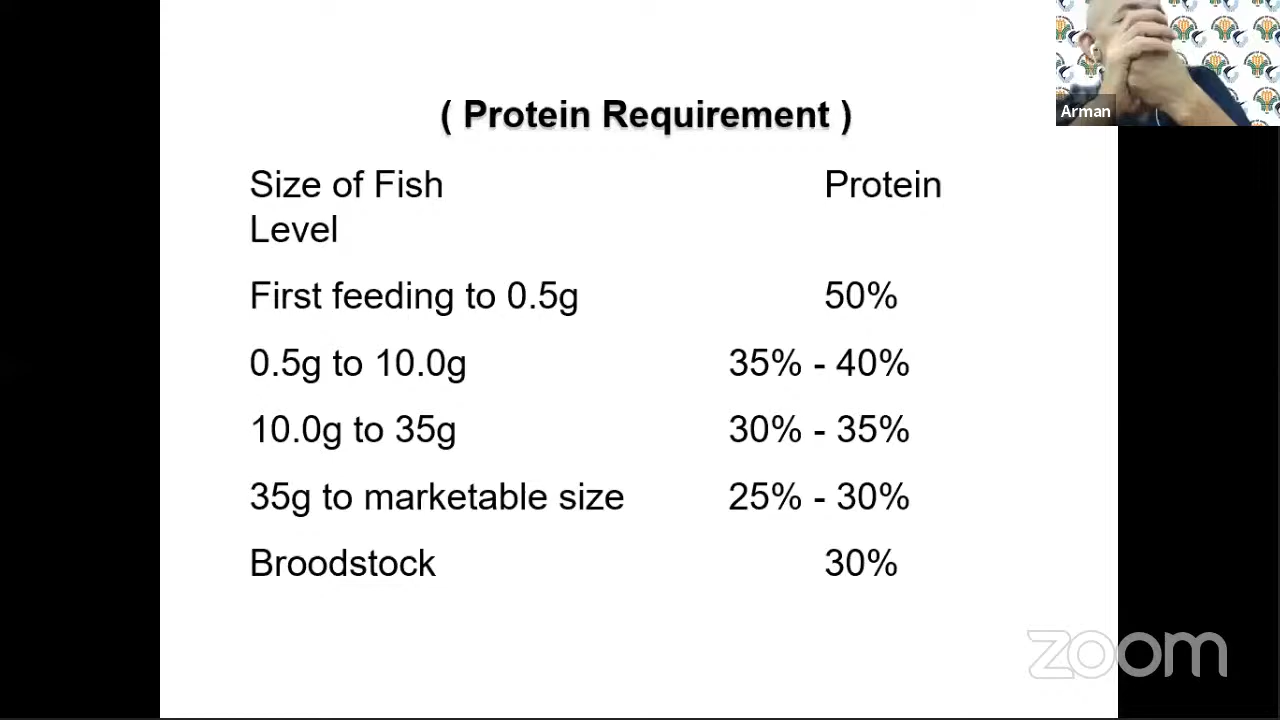 ( Protein Requirement )
Size of Fish Protein
Level
First feeding to 0.5g 50%
0.5g to 10.0g 35% - 40%
10.0g to 35g 30% - 35%
35g to marketable size 25% - 30%
Broodstock 30%
Arman
zoom